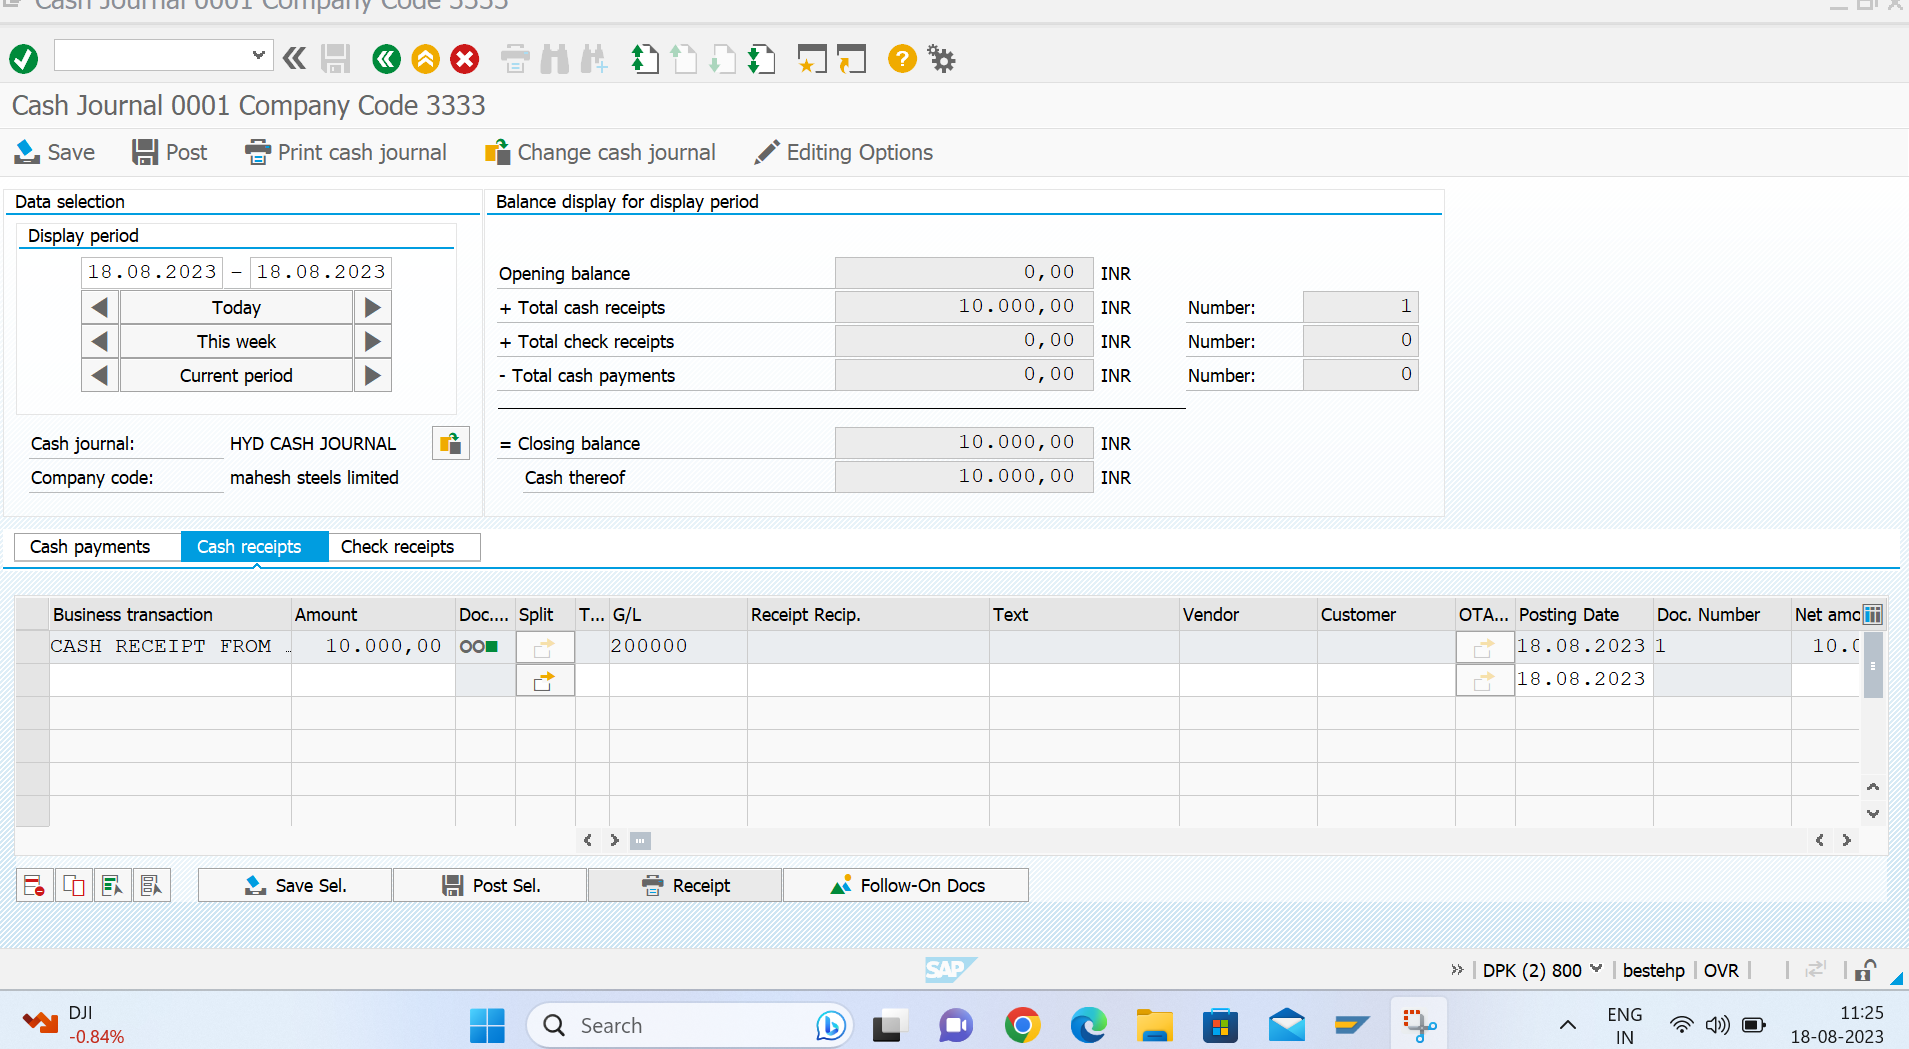 Cash Journal 0001 Company Code 3333
Cash Journal 0001 Company Code 3333
Save Post Print cash journal Change cash journal Editing Options
Data selection
Display period
18.08.2023 - 18.08.2023
Today
This week
Current period
Cash journal: HYD CASH JOURNAL
Company code: mahesh steels limited
Balance display for display period
Opening balance 0,00 INR
+ Total cash receipts 10.000,00 INR Number: 1
+ Total check receipts 0,00 INR Number: 0
- Total cash payments 0,00 INR Number: 0
= Closing balance 10.000,00 INR
Cash thereof 10.000,00 INR
Cash payments Cash receipts Check receipts
Business transaction Amount Doc.... Split T... G/L Receipt Recip. Text Vendor Customer OTA... Posting Date Doc. Number Net amo
CASH RECEIPT FROM 10.000,00 200000 18.08.2023 1 10.0
18.08.2023
Save Sel. Post Sel. Receipt Follow-On Docs
SAP
DPK (2) 800 bestehp OVR
DJI
-0.84%
Search
ENG
IN
11:25
18-08-2023